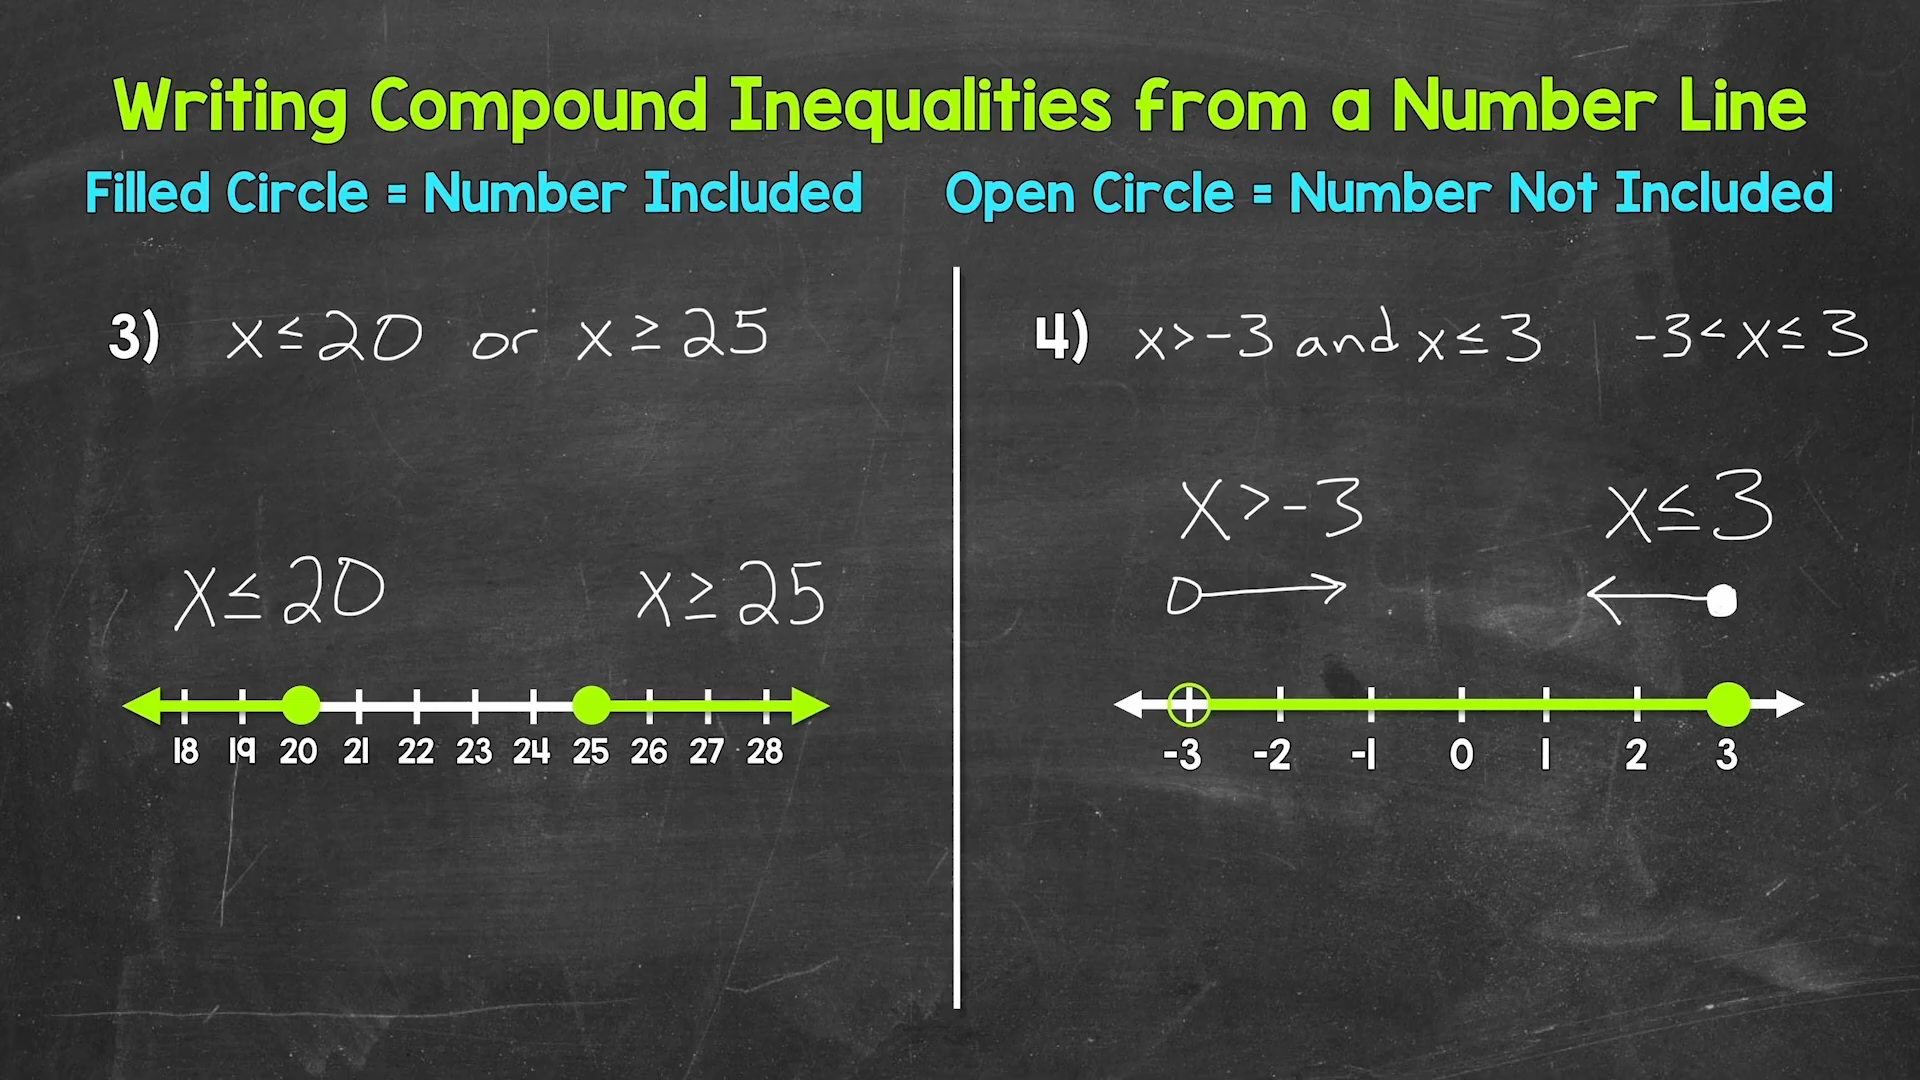 Writing Compound Inequalities from a Number Line
Filled Circle = Number Included
Open Circle = Number Not Included
3) x ≤ 20 or x ≥ 25
x ≤ 20 x ≥ 25
18 19 20 21 22 23 24 25 26 27 28
4) x > -3 and x ≤ 3 -3 < x ≤ 3
x > -3 x ≤ 3
-3 -2 -1 0 1 2 3